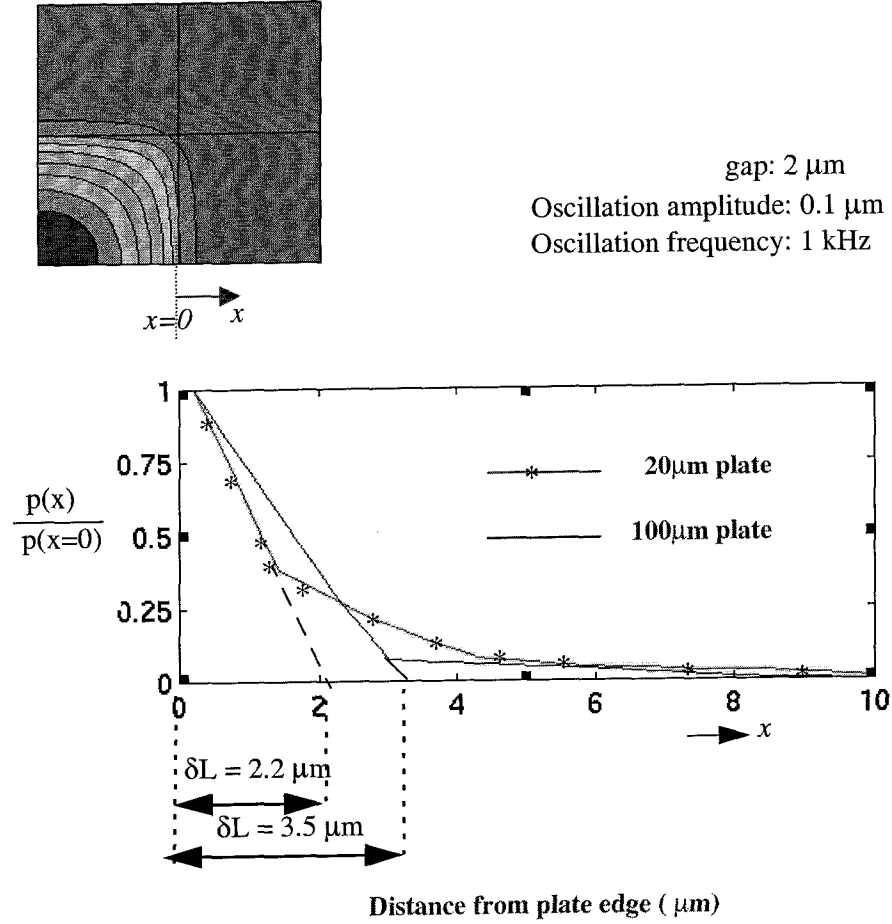 gap: 2 μm
Oscillation amplitude: 0.1 μm
Oscillation frequency: 1 kHz
x=0
x
1
0.75
0.5
0.25
0
p(x)
p(x=0)
20μm plate
100μm plate
0
2
4
6
8
10
x
δL = 2.2 μm
δL = 3.5 μm
Distance from plate edge ( μm)